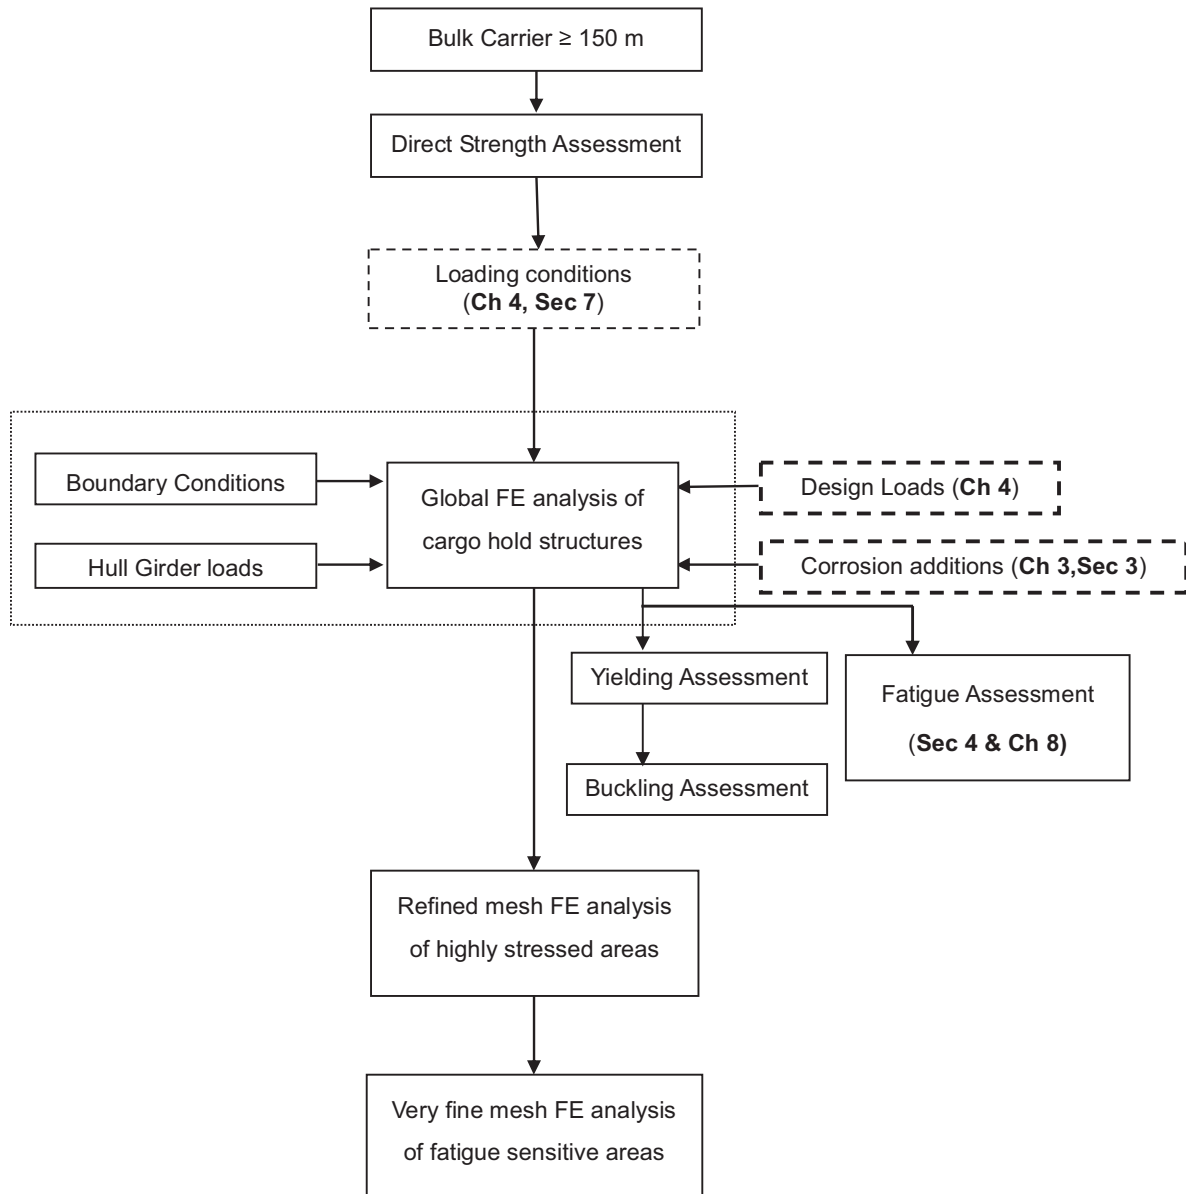 Bulk Carrier ≥ 150 m
Direct Strength Assessment
Loading conditions
(Ch 4, Sec 7)
Boundary Conditions
Hull Girder loads
Global FE analysis of
cargo hold structures
Design Loads (Ch 4)
Corrosion additions (Ch 3,Sec 3)
Yielding Assessment
Buckling Assessment
Fatigue Assessment
(Sec 4 & Ch 8)
Refined mesh FE analysis
of highly stressed areas
Very fine mesh FE analysis
of fatigue sensitive areas